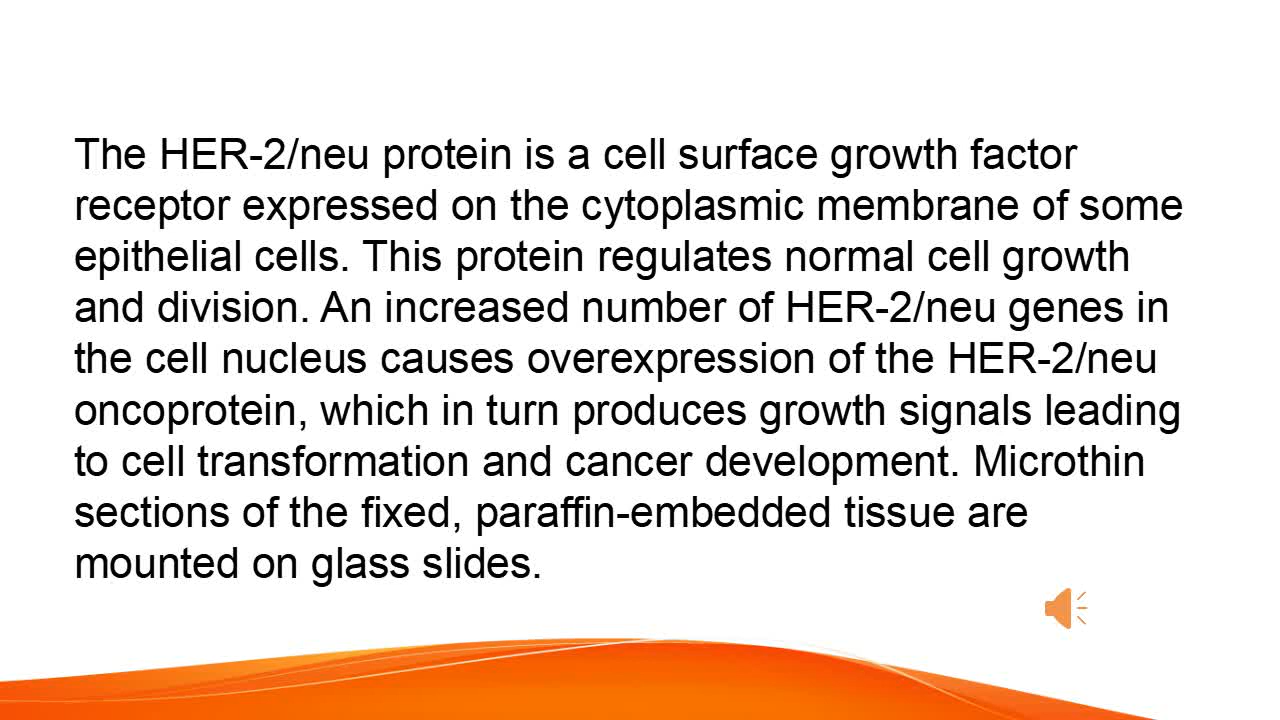 The HER-2/neu protein is a cell surface growth factor
receptor expressed on the cytoplasmic membrane of some
epithelial cells. This protein regulates normal cell growth
and division. An increased number of HER-2/neu genes in
the cell nucleus causes overexpression of the HER-2/neu
oncoprotein, which in turn produces growth signals leading
to cell transformation and cancer development. Microthin
sections of the fixed, paraffin-embedded tissue are
mounted on glass slides.